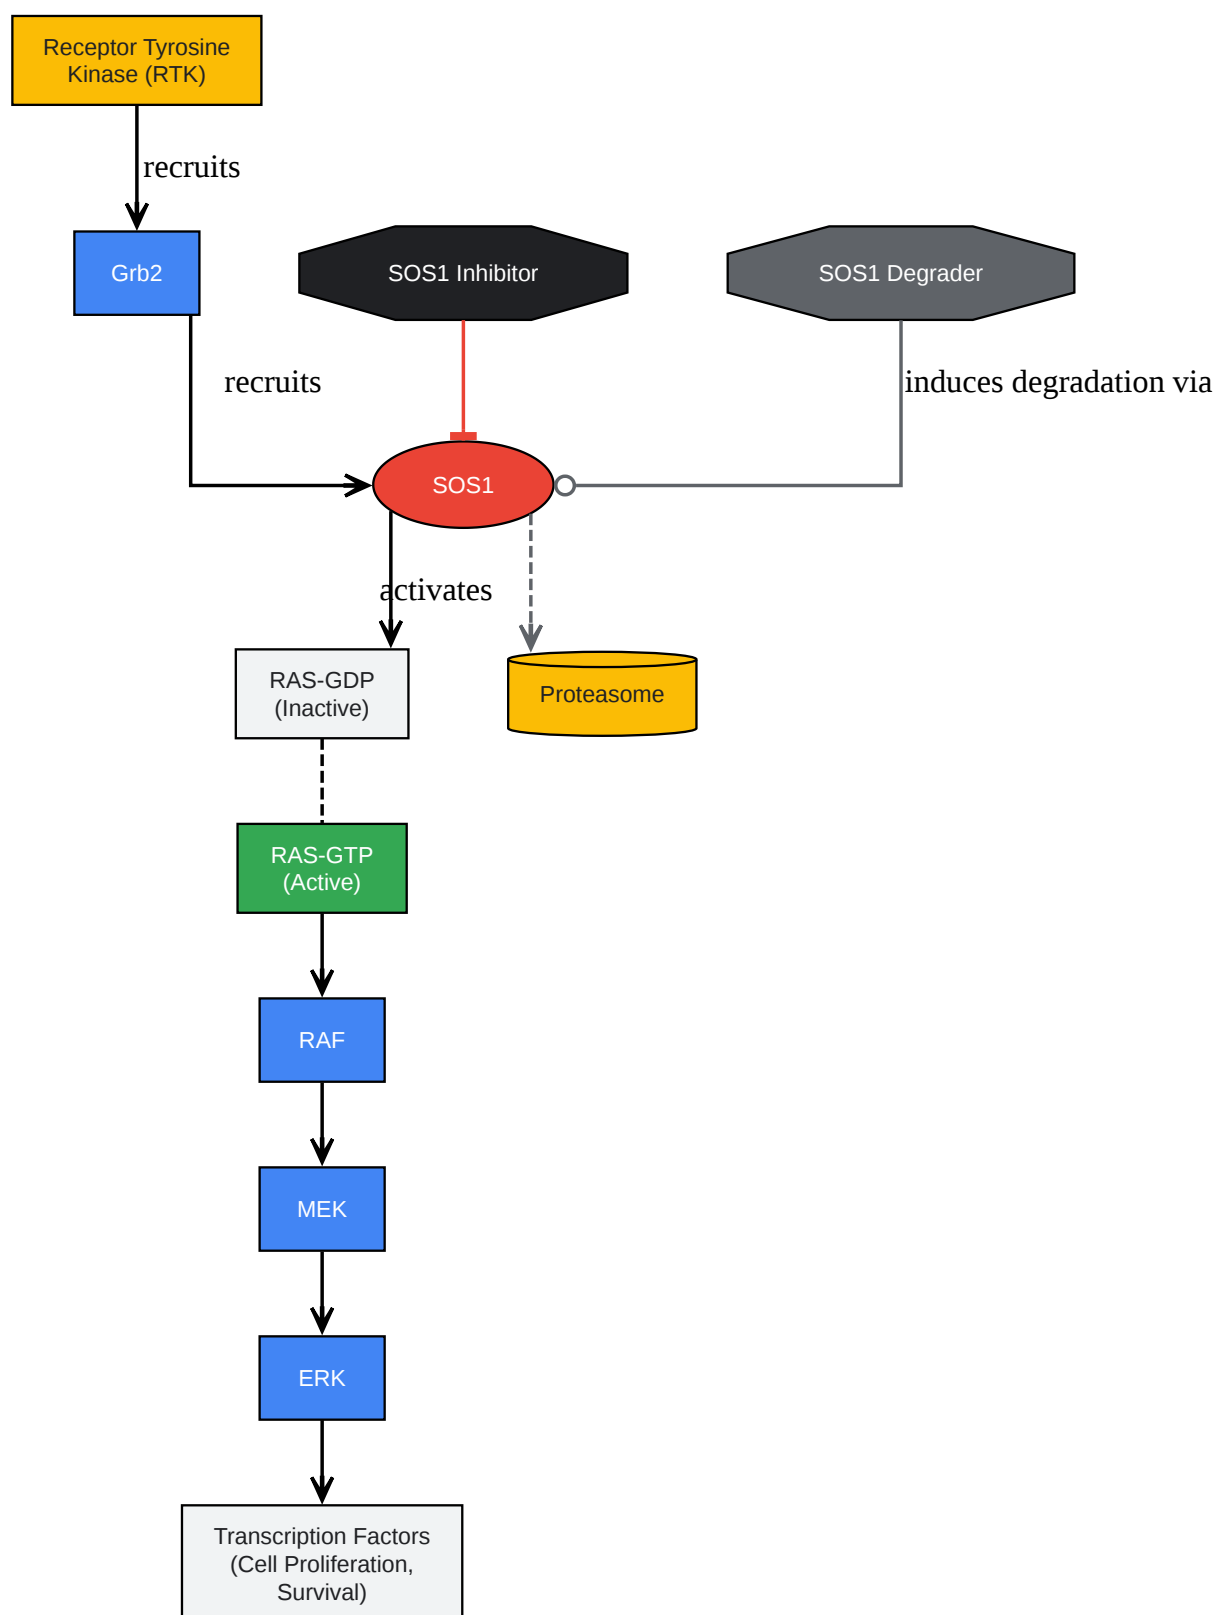 Receptor Tyrosine
Kinase (RTK)
recruits
Grb2
SOS1 Inhibitor
SOS1 Degrader
recruits
induces degradation via
SOS1
activates
RAS-GDP
(Inactive)
Proteasome
RAS-GTP
(Active)
RAF
MEK
ERK
Transcription Factors
(Cell Proliferation,
Survival)